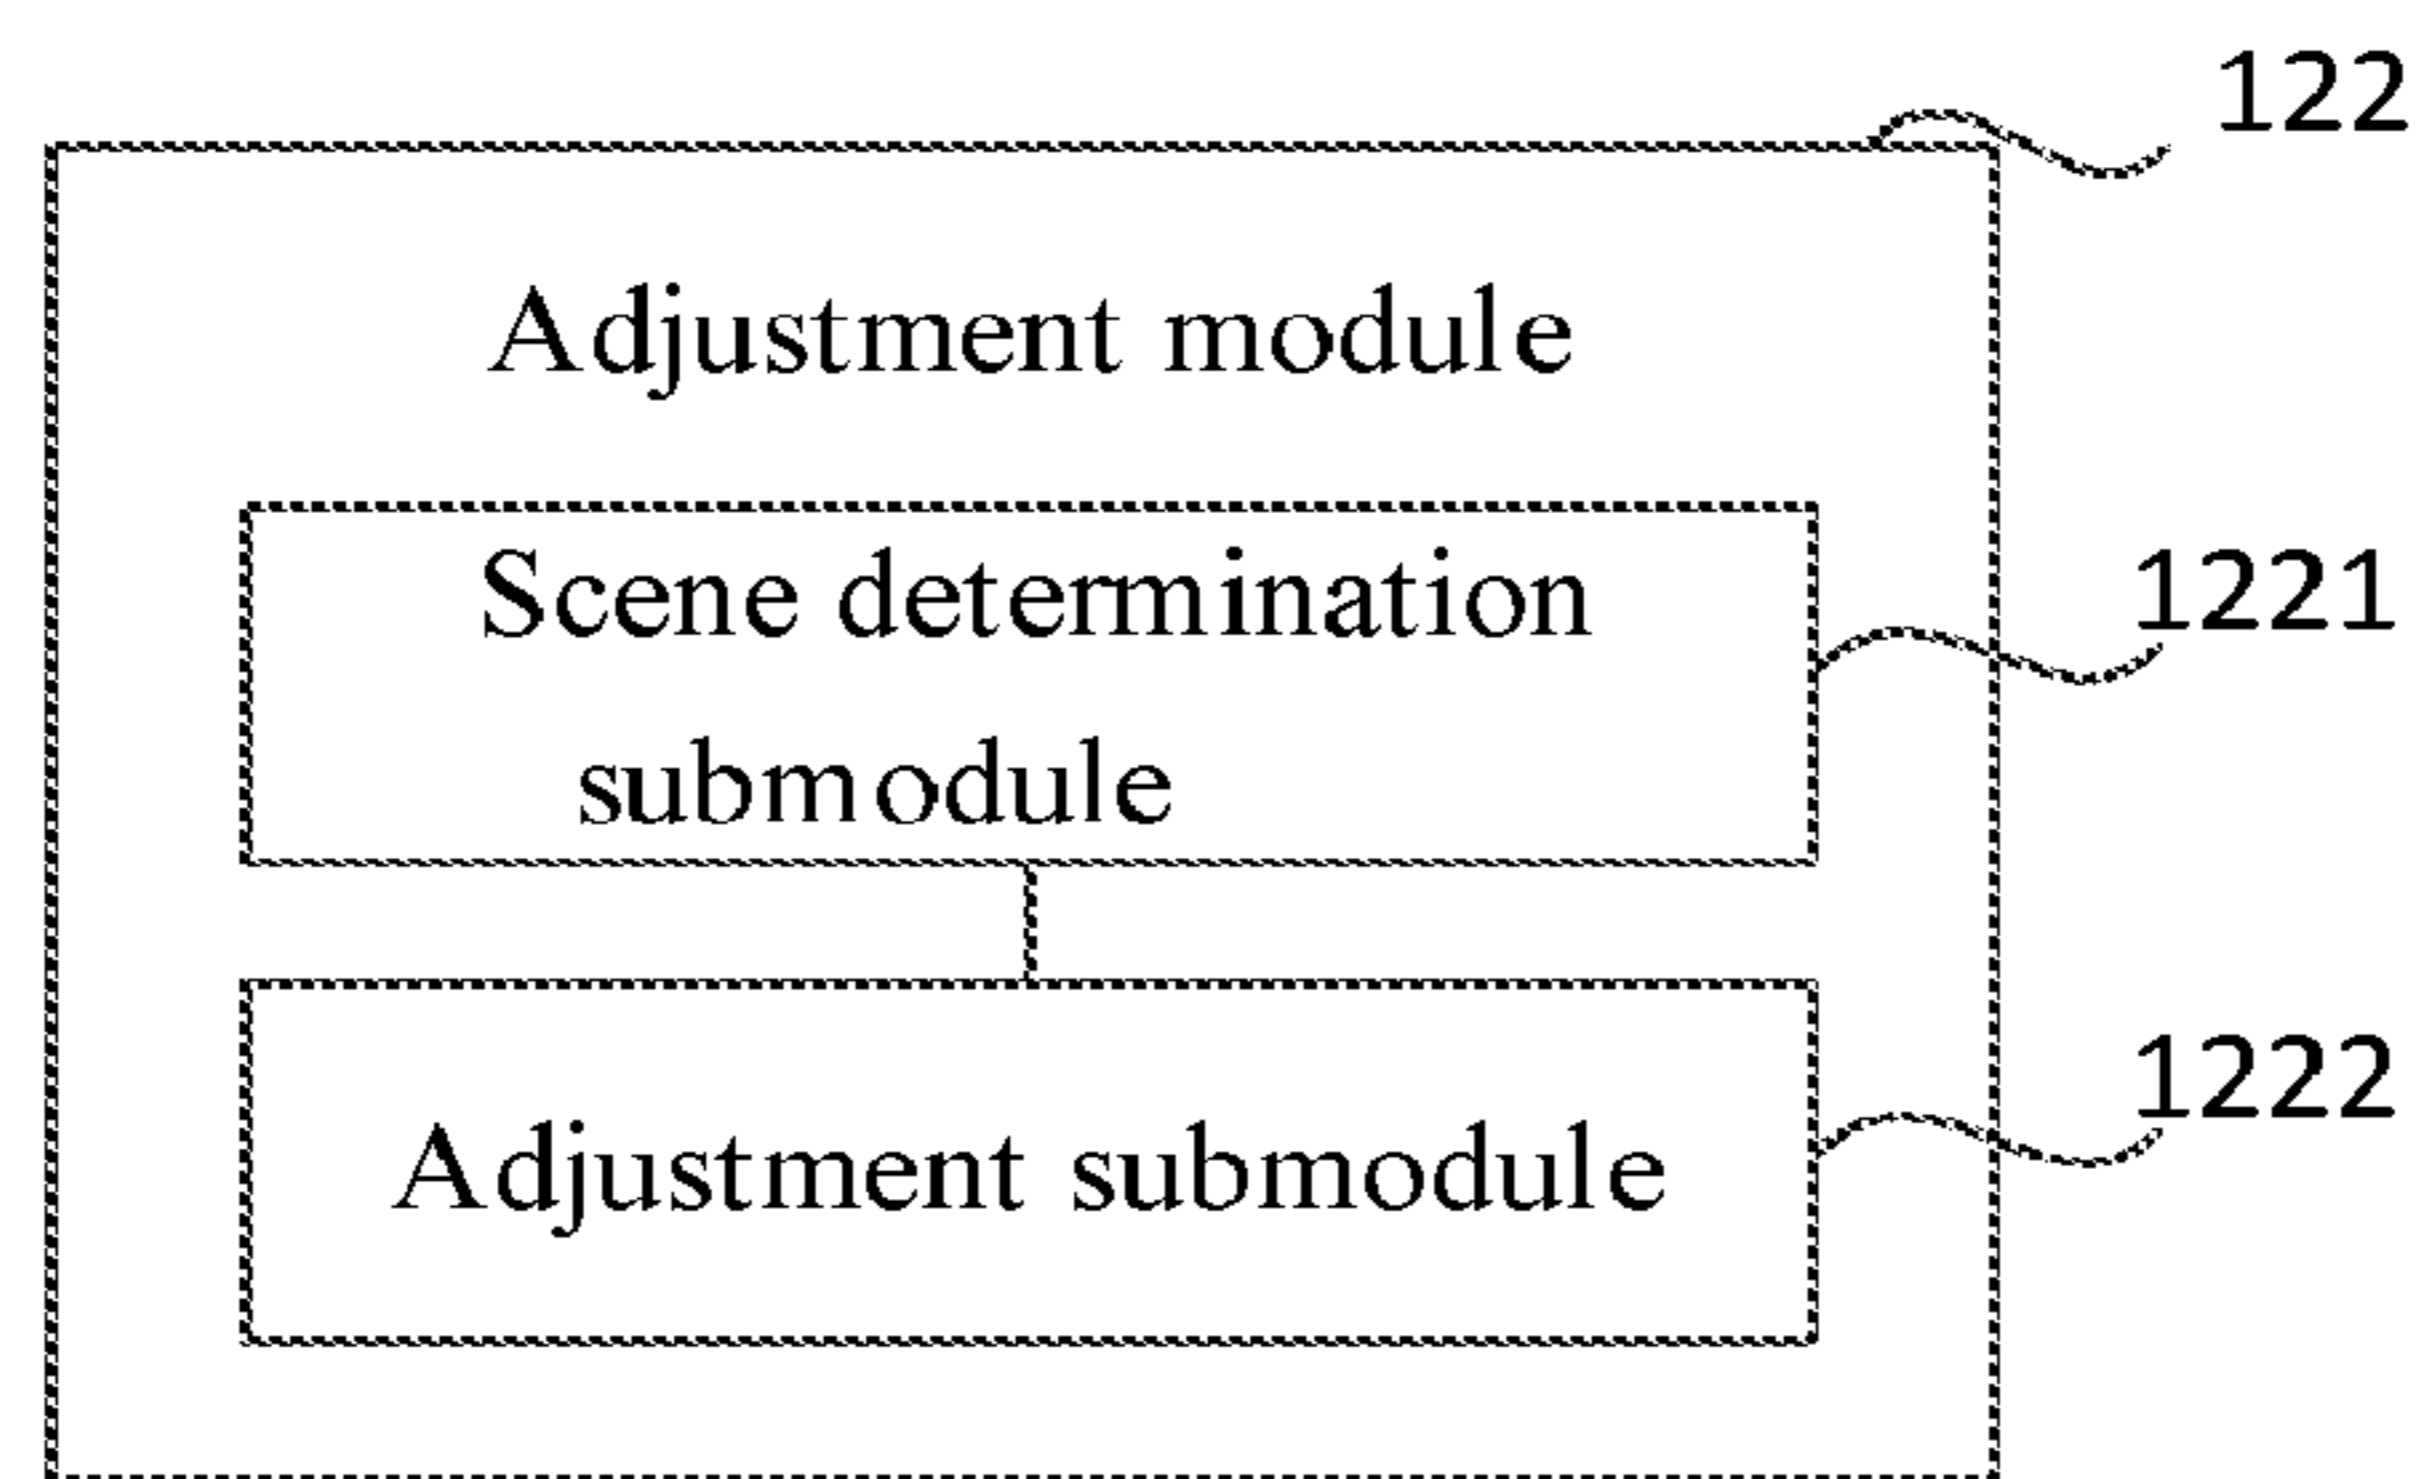 122
Adjustment module
Scene determination
submodule
1221
Adjustment submodule
1222